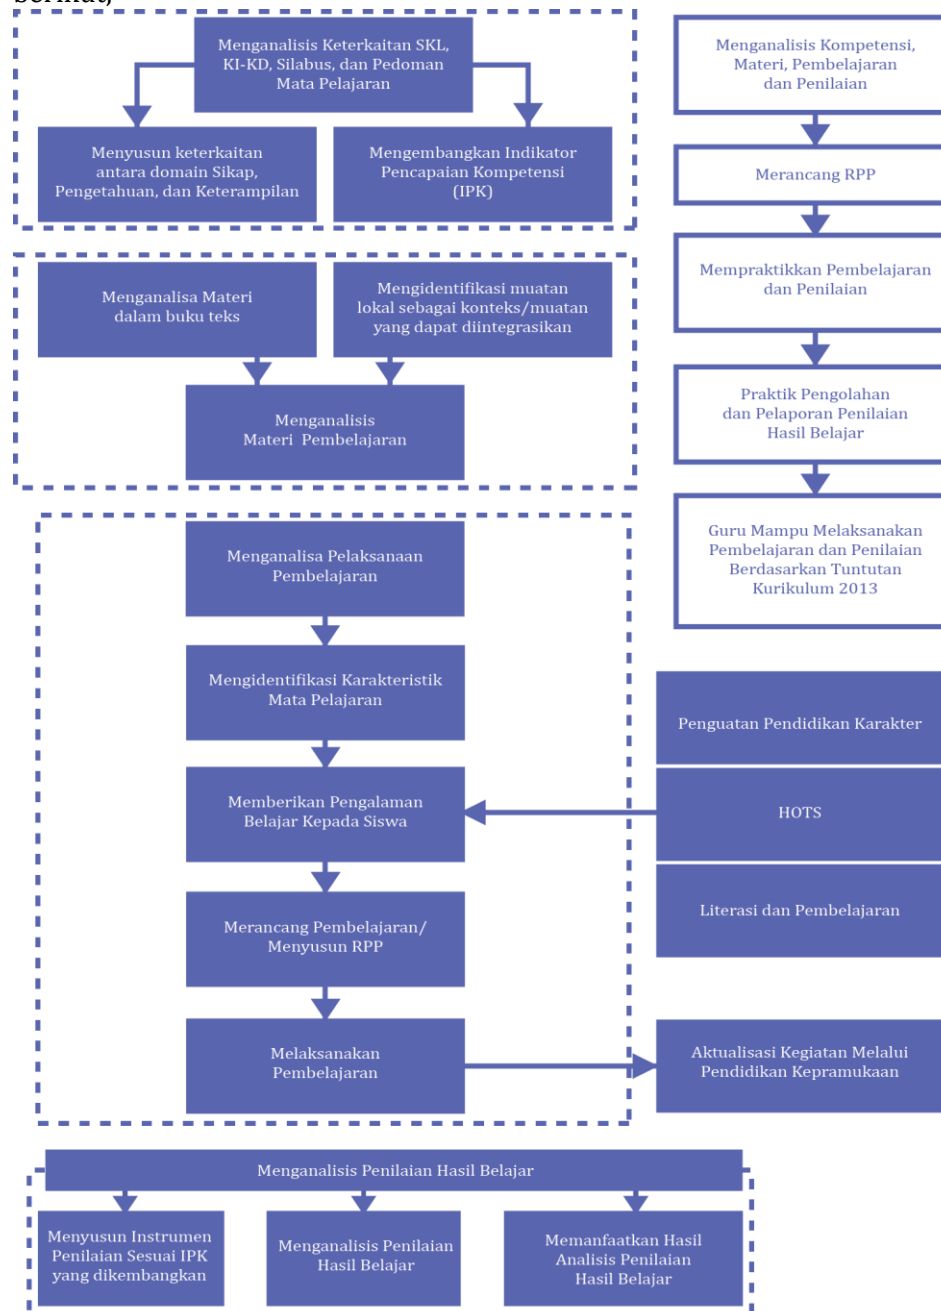 Menganalisis Keterkaitan SKL,
KI-KD, Silabus, dan Pedoman
Mata Pelajaran
Menyusun keterkaitan
antara domain Sikap,
Pengetahuan, dan Keterampilan
Mengembangkan Indikator
Pencapaian Kompetensi
(IPK)
Menganalisa Materi
dalam buku teks
Mengidentifikasi muatan
lokal sebagai konteks/muatan
yang dapat diintegrasikan
Menganalisis
Materi Pembelajaran
Menganalisa Pelaksanaan
Pembelajaran
Mengidentifikasi Karakteristik
Mata Pelajaran
Memberikan Pengalaman
Belajar Kepada Siswa
Merancang Pembelajaran/
Menyusun RPP
Melaksanakan
Pembelajaran
Menganalisis Kompetensi,
Materi, Pembelajaran
dan Penilaian
Merancang RPP
Mempraktikkan Pembelajaran
dan Penilaian
Praktik Pengolahan
dan Pelaporan Penilaian
Hasil Belajar
Guru Mampu Melaksanakan
Pembelajaran dan Penilaian
Berdasarkan Tuntutan
Kurikulum 2013
Penguatan Pendidikan Karakter
HOTS
Literasi dan Pembelajaran
Aktualisasi Kegiatan Melalui
Pendidikan Kepramukaan
Menganalisis Penilaian Hasil Belajar
Menyusun Instrumen
Penilaian Sesuai IPK
yang dikembangkan
Menganalisis Penilaian
Hasil Belajar
Memanfaatkan Hasil
Analisis Penilaian
Hasil Belajar